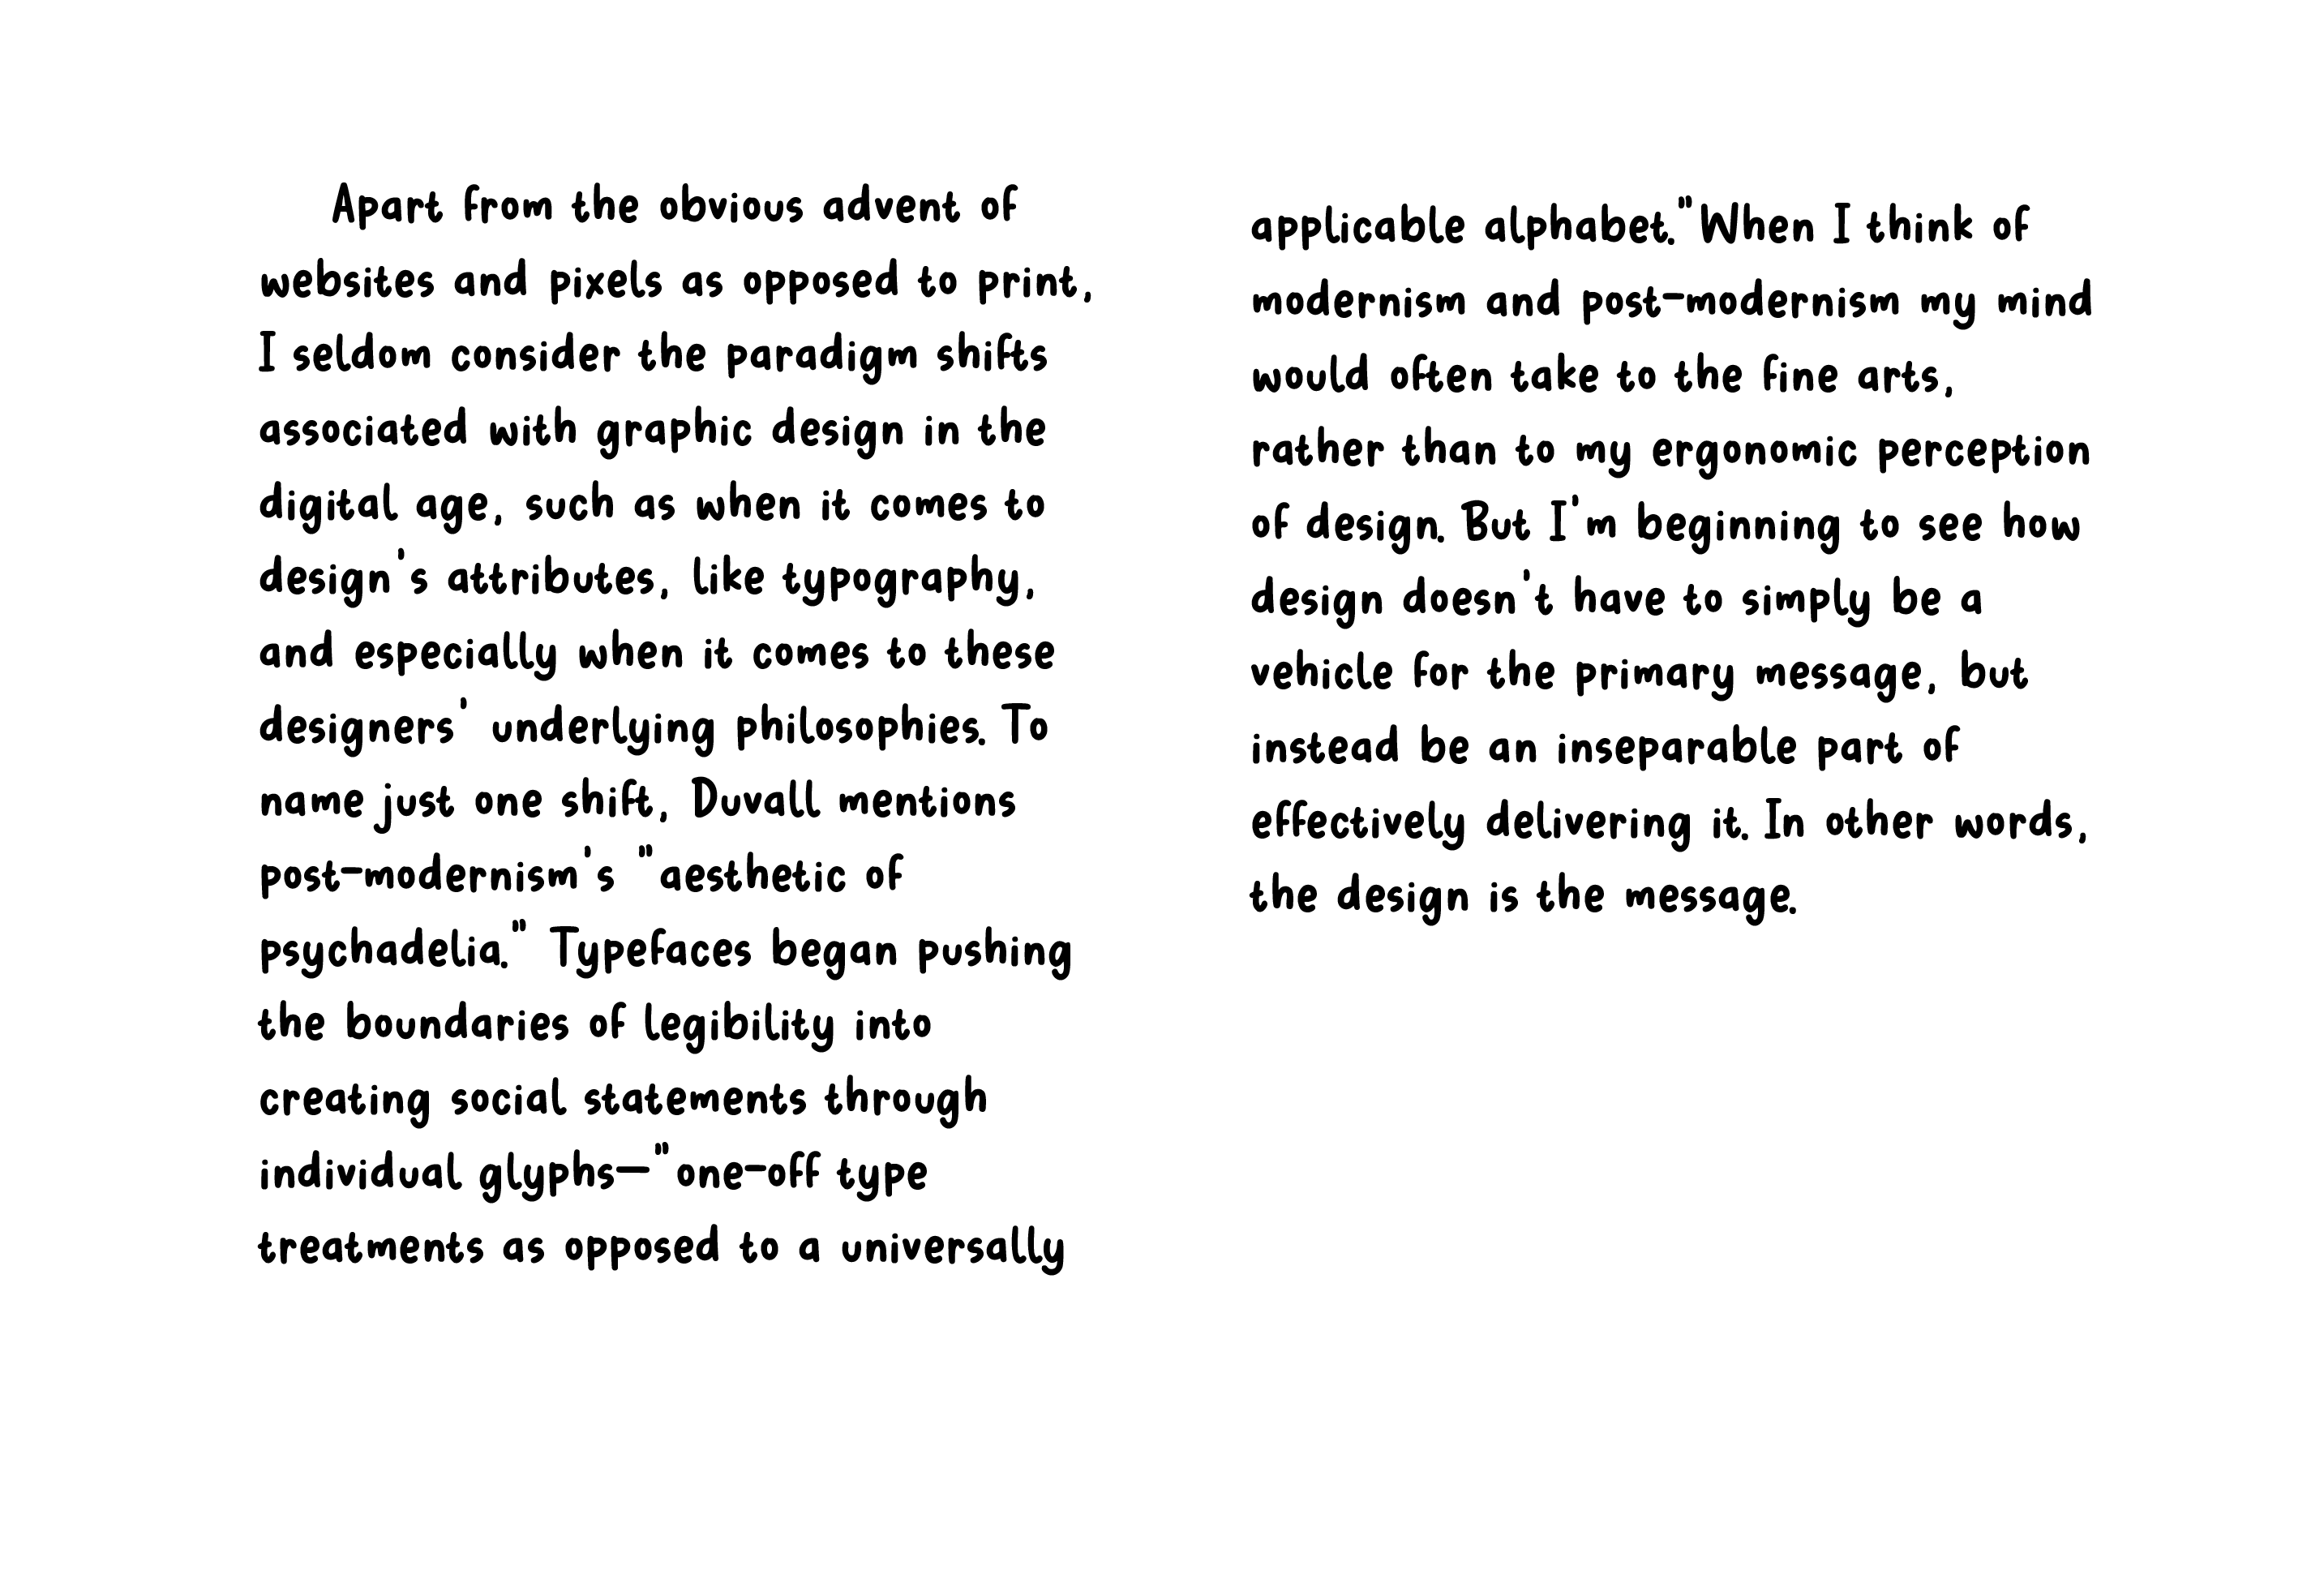 Apart from the obvious advent of
websites and pixels as opposed to print,
I seldom consider the paradigm shifts
associated with graphic design in the
digital age, such as when it comes to
design's attributes, like typography,
and especially when it comes to these
designers' underlying philosophies. To
name just one shift, Duvall mentions
post-modernism's "aesthetic of
psychadelia." Typefaces began pushing
the boundaries of legibility into
creating social statements through
individual glyphs—"one-off type
treatments as opposed to a universally
applicable alphabet."When I think of
modernism and post-modernism my mind
would often take to the fine arts,
rather than to my ergonomic perception
of design. But I'm beginning to see how
design doesn't have to simply be a
vehicle for the primary message, but
instead be an inseparable part of
effectively delivering it. In other words,
the design is the message.